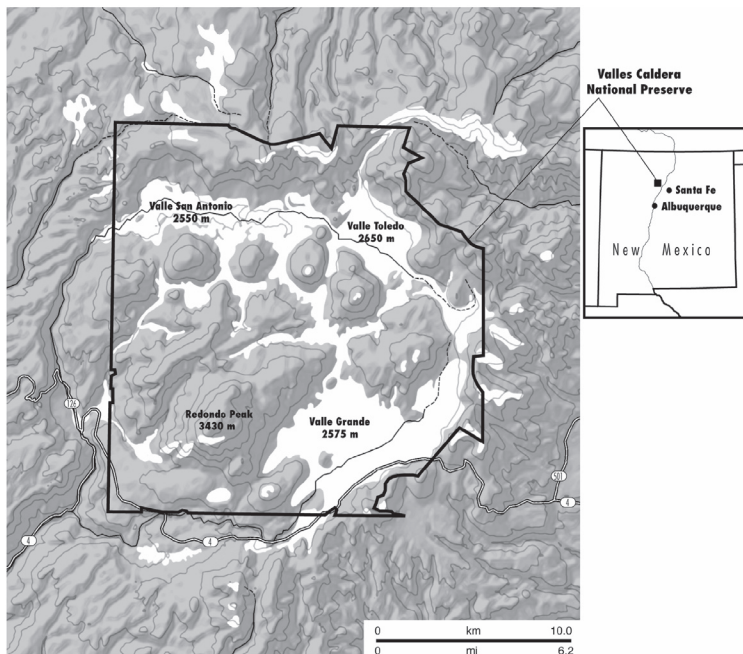 Valles Caldera
National Preserve
Santa Fe
Albuquerque
New Mexico
Valle San Antonio
2550 m
Valle Toledo
2650 m
Redondo Peak
3430 m
Valle Grande
2575 m
126
501
4
4
4
0 km 10.0
0 mi 6.2